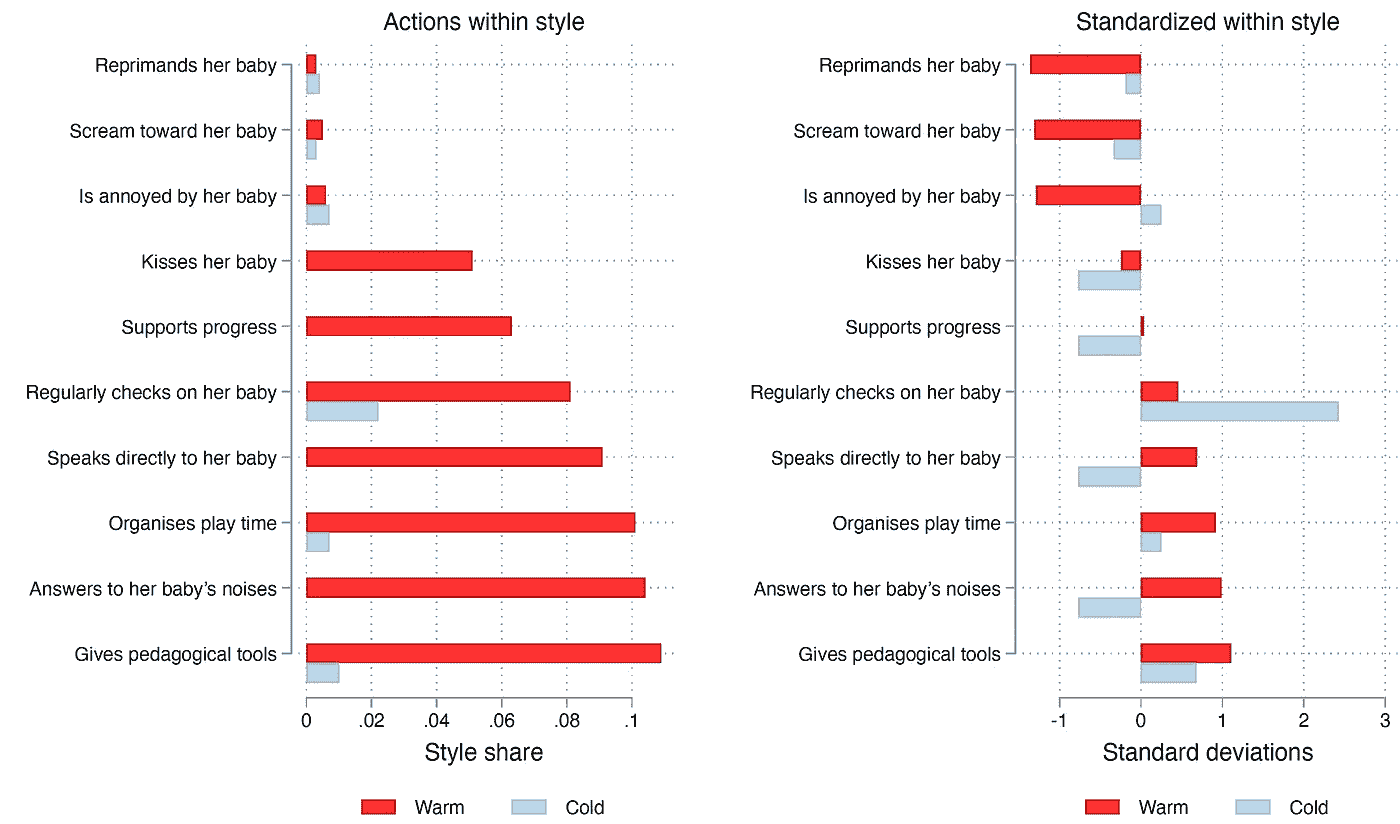 Actions within style
Reprimands her baby
Scream toward her baby
Is annoyed by her baby
Kisses her baby
Supports progress
Regularly checks on her baby
Speaks directly to her baby
Organises play time
Answers to her baby's noises
Gives pedagogical tools
0 .02 .04 .06 .08 .1
Style share
Warm Cold
Standardized within style
Reprimands her baby
Scream toward her baby
Is annoyed by her baby
Kisses her baby
Supports progress
Regularly checks on her baby
Speaks directly to her baby
Organises play time
Answers to her baby's noises
Gives pedagogical tools
-1 0 1 2 3
Standard deviations
Warm Cold